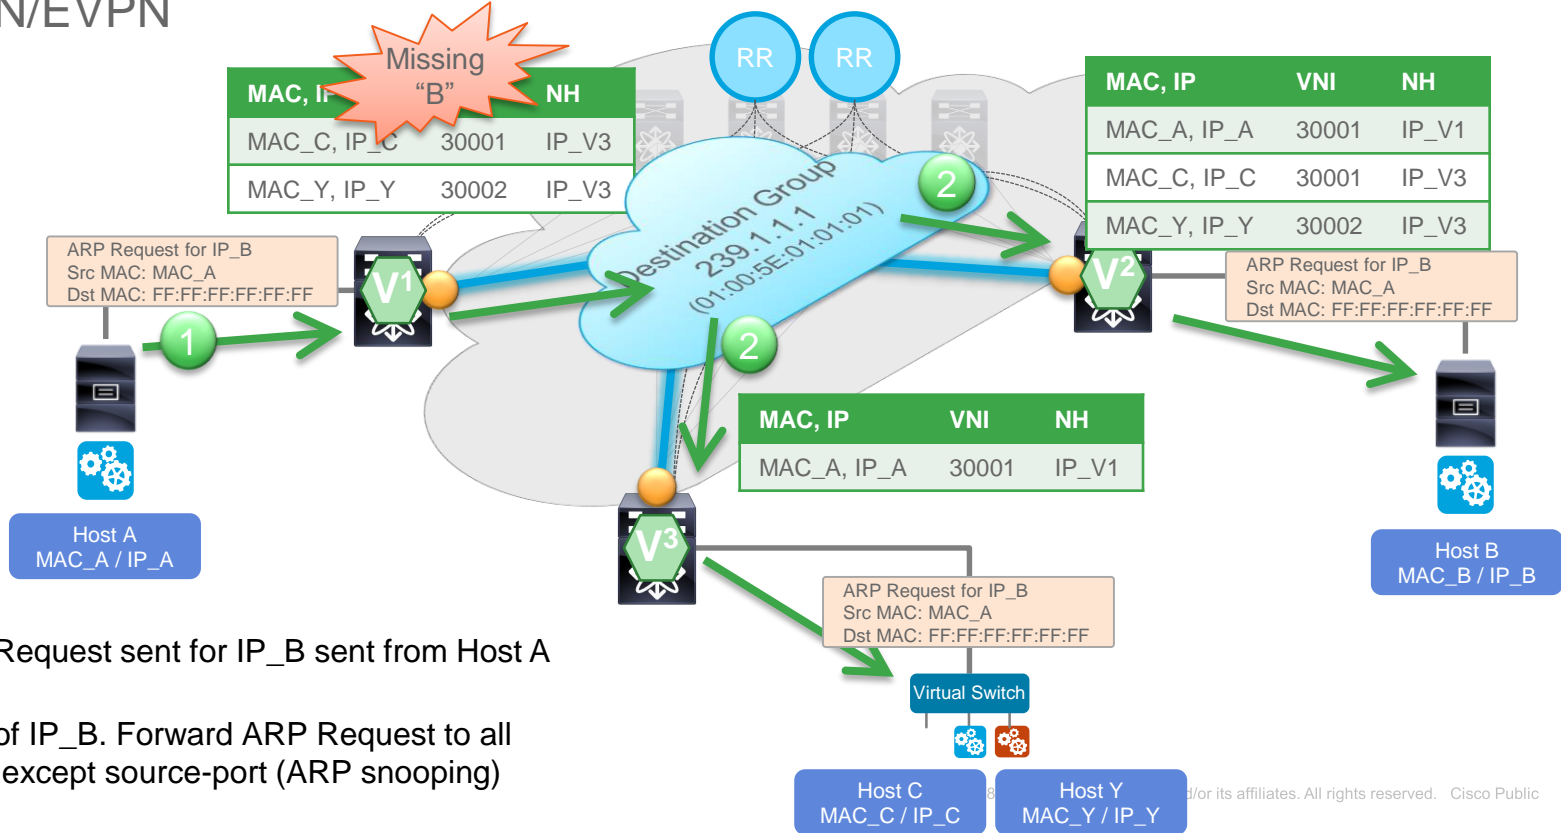 N/EVPN
Missing
“B”
MAC, IP NH
MAC_C, IP_C 30001 IP_V3
MAC_Y, IP_Y 30002 IP_V3
RR
RR
MAC, IP VNI NH
MAC_A, IP_A 30001 IP_V1
MAC_C, IP_C 30001 IP_V3
MAC_Y, IP_Y 30002 IP_V3
ARP Request for IP_B
Src MAC: MAC_A
Dst MAC: FF:FF:FF:FF:FF:FF
1
V1
Destination Group
239.1.1.1
(01:00:5E:01:01:01)
2
2
V2
ARP Request for IP_B
Src MAC: MAC_A
Dst MAC: FF:FF:FF:FF:FF:FF
MAC, IP VNI NH
MAC_A, IP_A 30001 IP_V1
Host A
MAC_A / IP_A
V3
Host B
MAC_B / IP_B
ARP Request for IP_B
Src MAC: MAC_A
Dst MAC: FF:FF:FF:FF:FF:FF
Request sent for IP_B sent from Host A
of IP_B. Forward ARP Request to all
except source-port (ARP snooping)
Virtual Switch
Host C
MAC_C / IP_C
Host Y
MAC_Y / IP_Y
d/or its affiliates. All rights reserved. Cisco Public